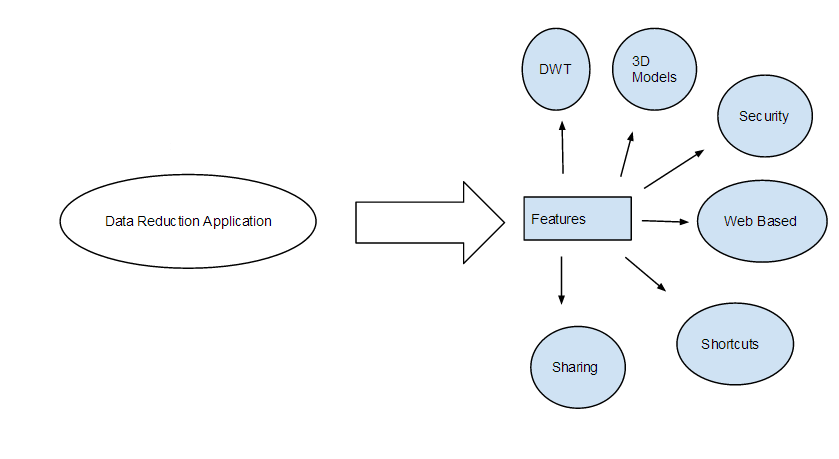 DWT
3D
Models
Security
Data Reduction Application
Features
Web Based
Shortcuts
Sharing